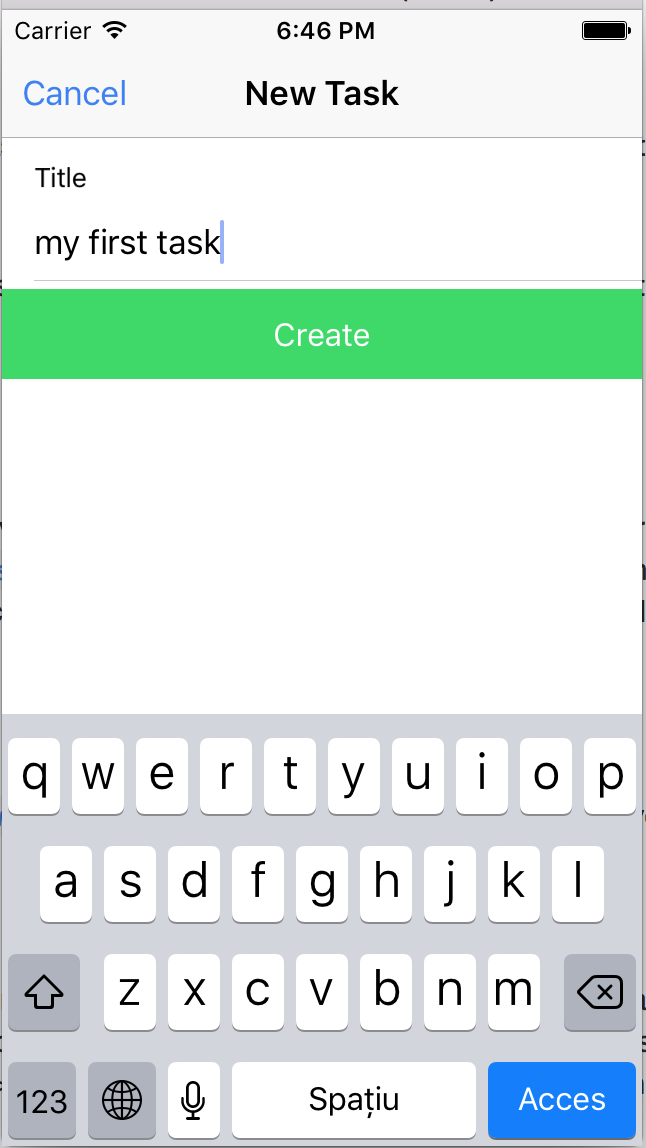 Carrier 6:46 PM
Cancel New Task
Title
my first task
Create
q w e r t y u i o p
a s d f g h j k l
z x c v b n m
123 Spațiu Acces